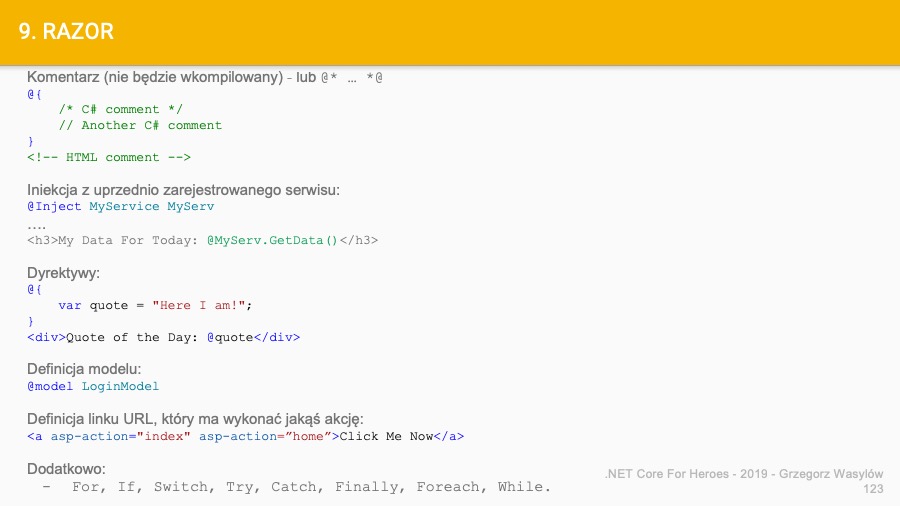 9. RAZOR
Komentarz (nie będzie wkompilowany) - lub @* … *@
@{
/* C# comment */
// Another C# comment
}
<!-- HTML comment -->
Iniekcja z uprzednio zarejestrowanego serwisu:
@Inject MyService MyServ
….
<h3>My Data For Today: @MyServ.GetData()</h3>
Dyrektywy:
@{
var quote = "Here I am!";
}
<div>Quote of the Day: @quote</div>
Definicja modelu:
@model LoginModel
Definicja linku URL, który ma wykonać jakąś akcję:
<a asp-action="index" asp-action=”home”>Click Me Now</a>
Dodatkowo:
- For, If, Switch, Try, Catch, Finally, Foreach, While.
.NET Core For Heroes - 2019 - Grzegorz Wasylów
123